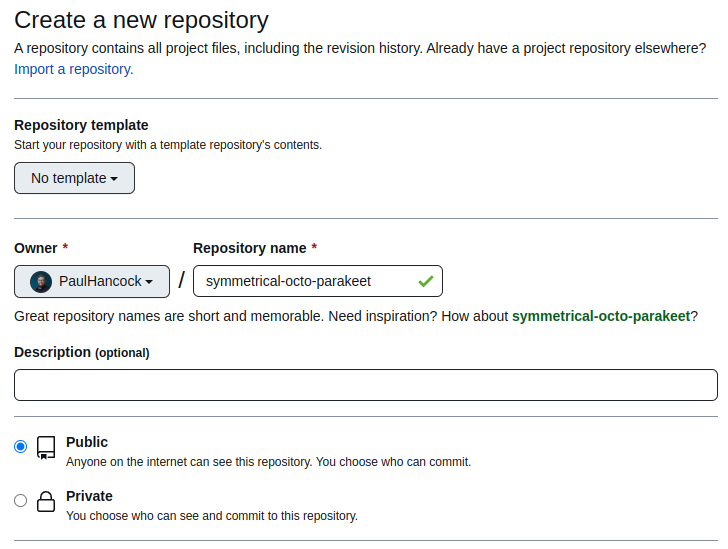 Create a new repository
A repository contains all project files, including the revision history. Already have a project repository elsewhere?
Import a repository.
Repository template
Start your repository with a template repository's contents.
No template
Owner *
Repository name *
PaulHancock / symmetrical-octo-parakeet
Great repository names are short and memorable. Need inspiration? How about symmetrical-octo-parakeet?
Description (optional)
Public
Anyone on the internet can see this repository. You choose who can commit.
Private
You choose who can see and commit to this repository.